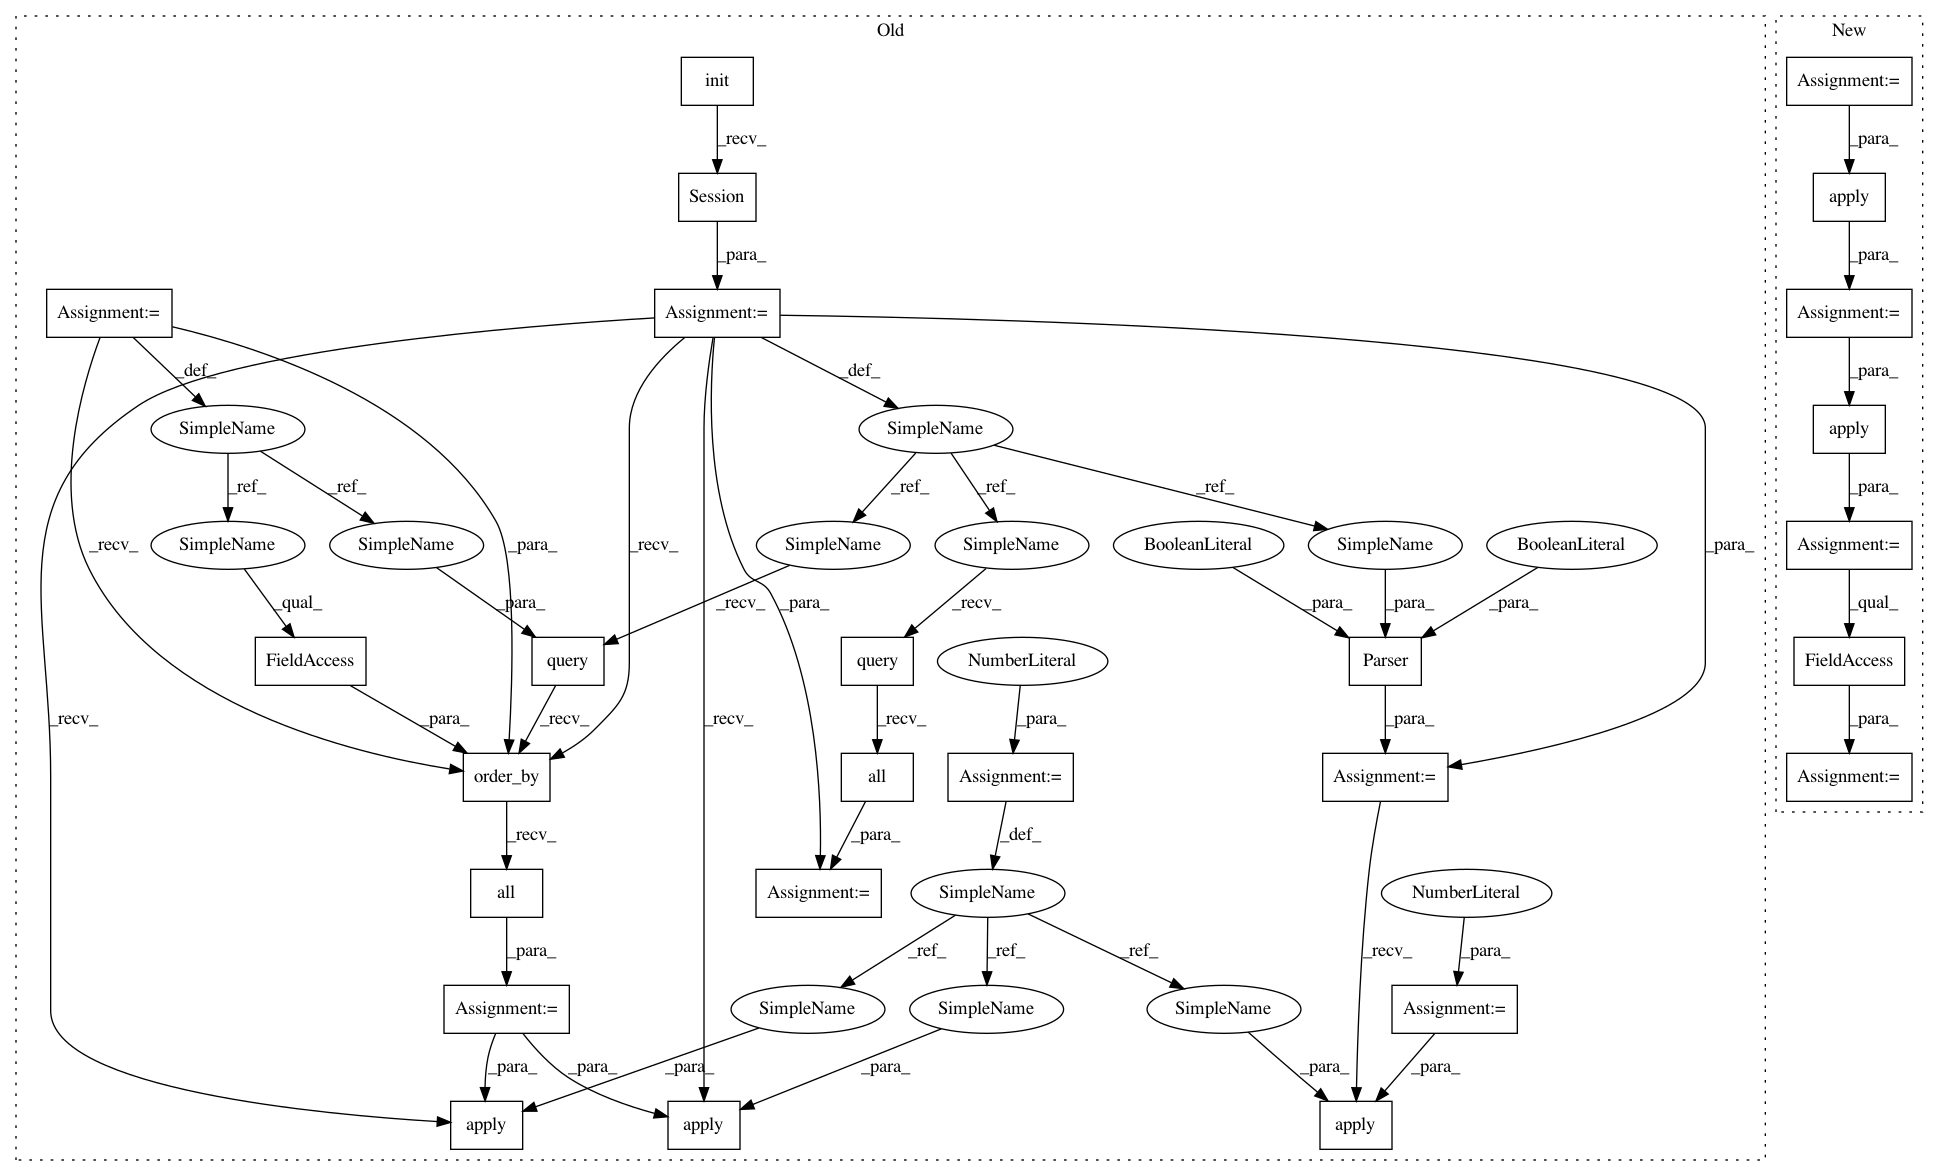 Old
New
init
Assignment:=
_recv_
_para_
Session
apply
_para_
_para_
Assignment:=
Assignment:=
Assignment:=
_def_
_def_
_para_
SimpleName
SimpleName
apply
_ref_
_ref_
_ref_
_ref_
_ref_
_para_
SimpleName
SimpleName
SimpleName
SimpleName
BooleanLiteral
SimpleName
BooleanLiteral
Assignment:=
_recv_
_para_
_recv_
_para_
_qual_
_para_
_recv_
_para_
_recv_
_para_
_para_
_para_
_qual_
FieldAccess
query
query
NumberLiteral
Parser
FieldAccess
_recv_
_para_
_recv_
_recv_
_recv_
_para_
_para_
_para_
order_by
all
Assignment:=
Assignment:=
Assignment:=
_recv_
_para_
_def_
all
Assignment:=
SimpleName
NumberLiteral
_para_
_ref_
_ref_
_ref_
_recv_
_para_
Assignment:=
SimpleName
SimpleName
SimpleName
Assignment:=
_para_
_para_
_para_
_para_
_para_
_para_
apply
apply
apply